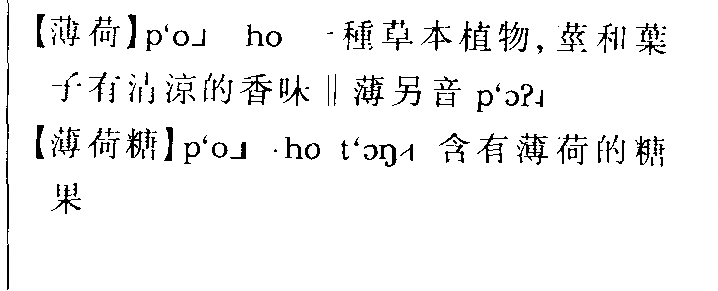 【薄荷】p‘o˩ ho 一種草本植物，莖和葉
子有清涼的香味‖薄另音 p‘ɔʔ˨
【薄荷糖】p‘o˩ ·ho t‘ɔŋ˧˥ 含有薄荷的糖
果